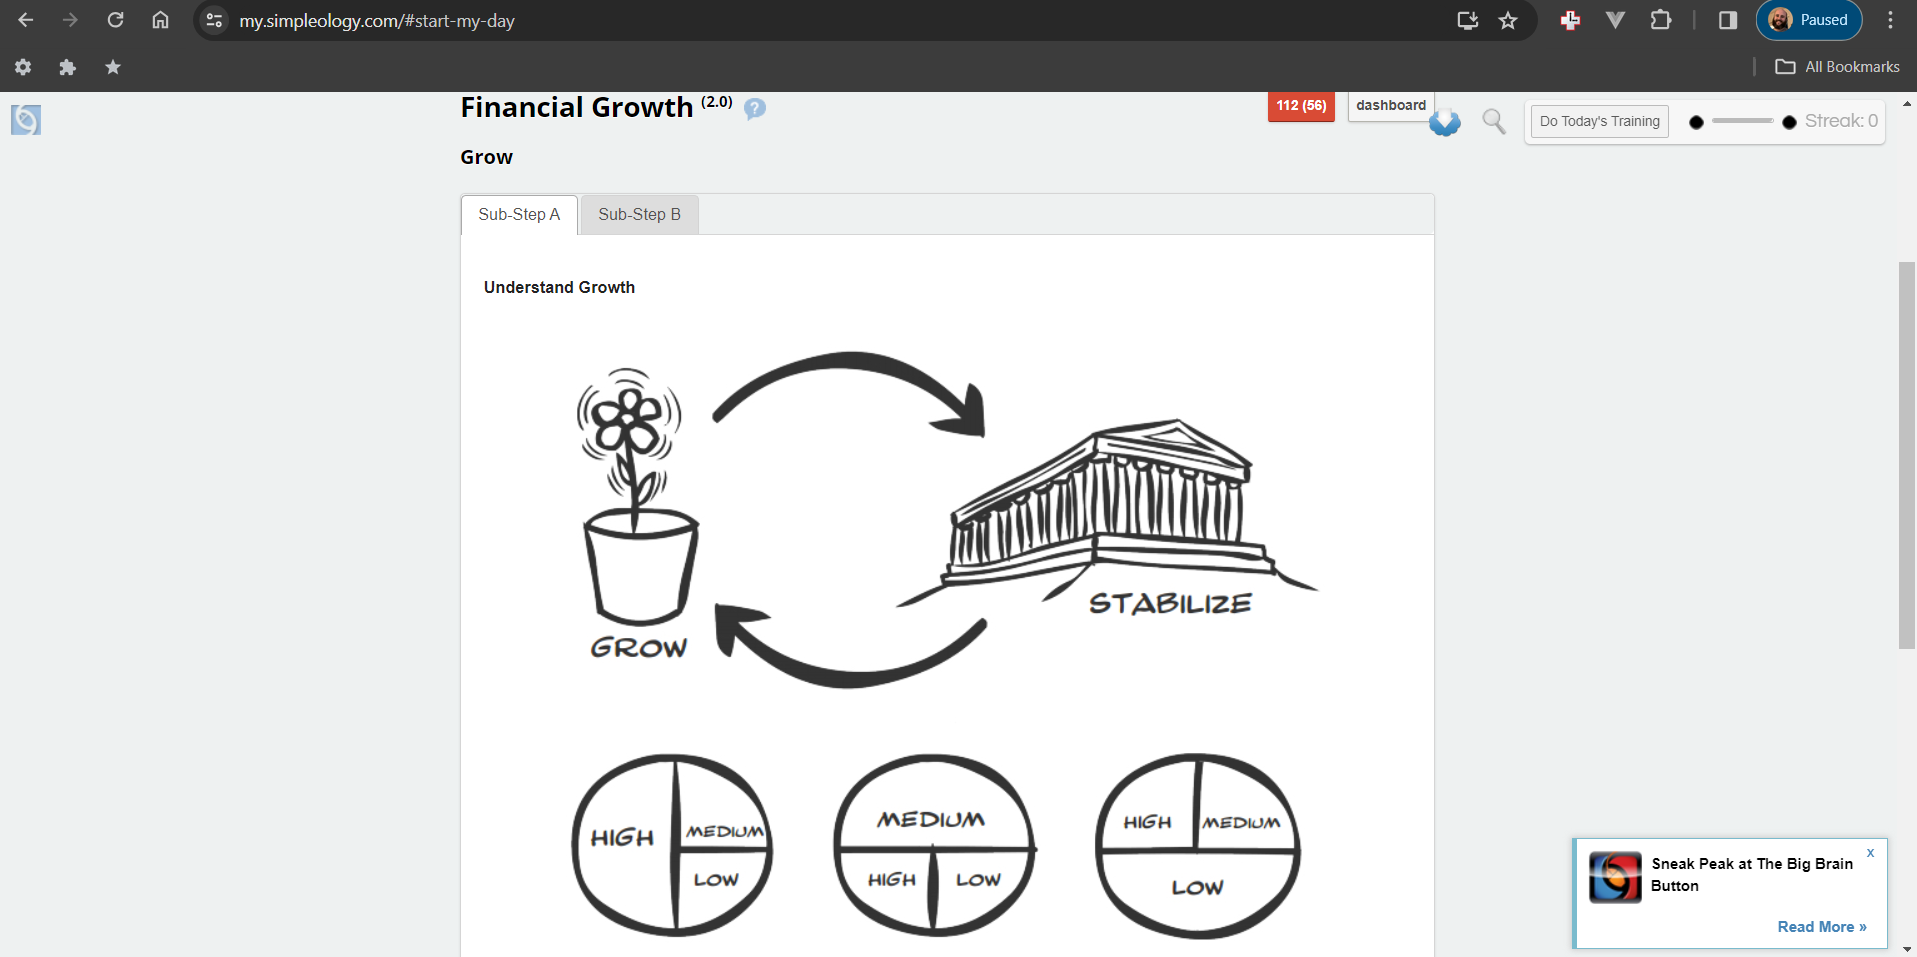 my.simpleology.com/#start-my-day
Paused
All Bookmarks
Financial Growth (2.0) ?
112 (56)
dashboard
Do Today's Training
Streak: 0
Grow
Sub-Step A
Sub-Step B
Understand Growth
GROW
STABILIZE
HIGH
MEDIUM
LOW
MEDIUM
HIGH
LOW
HIGH
MEDIUM
LOW
Sneak Peak at The Big Brain
Button
x
Read More »